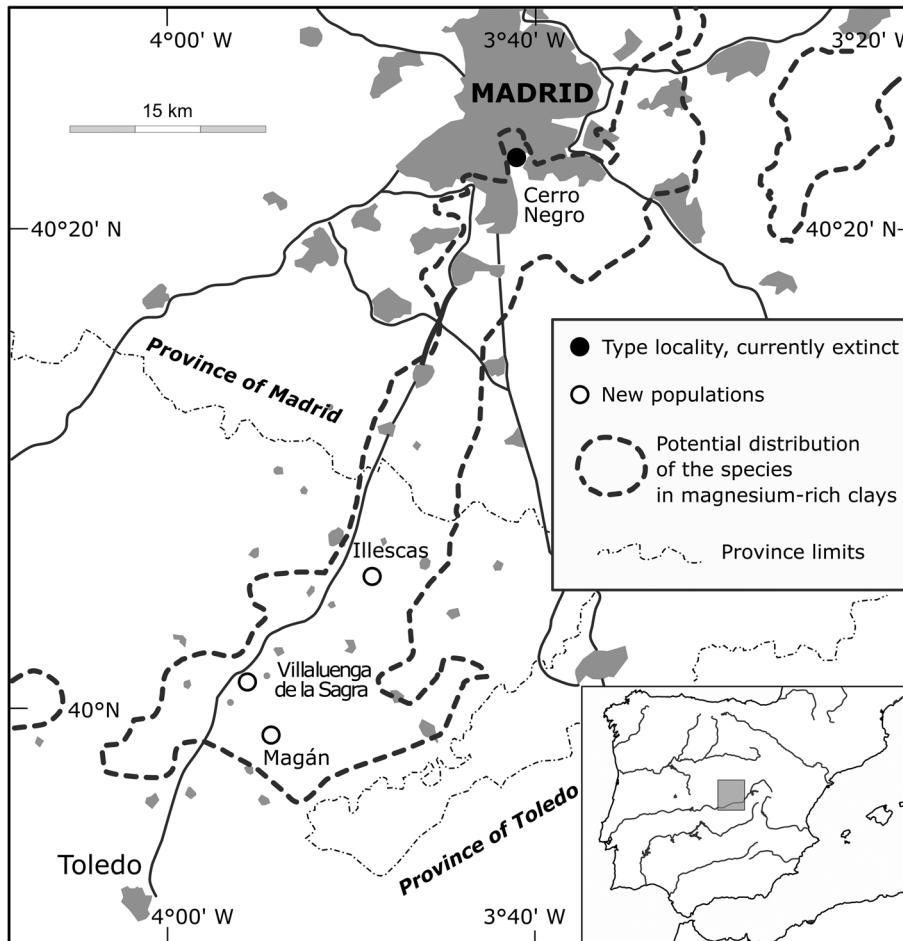 4°00' W
3°40' W
3°20' W
15 km
MADRID
Cerro
Negro
40°20' N
40°20' N
Type locality, currently extinct
Province of Madrid
New populations
Potential distribution
of the species
in magnesium-rich clays
Province limits
Illescas
Villaluenga
de la Sagra
40°N
Magán
Province of Toledo
Toledo
4°00' W
3°40' W